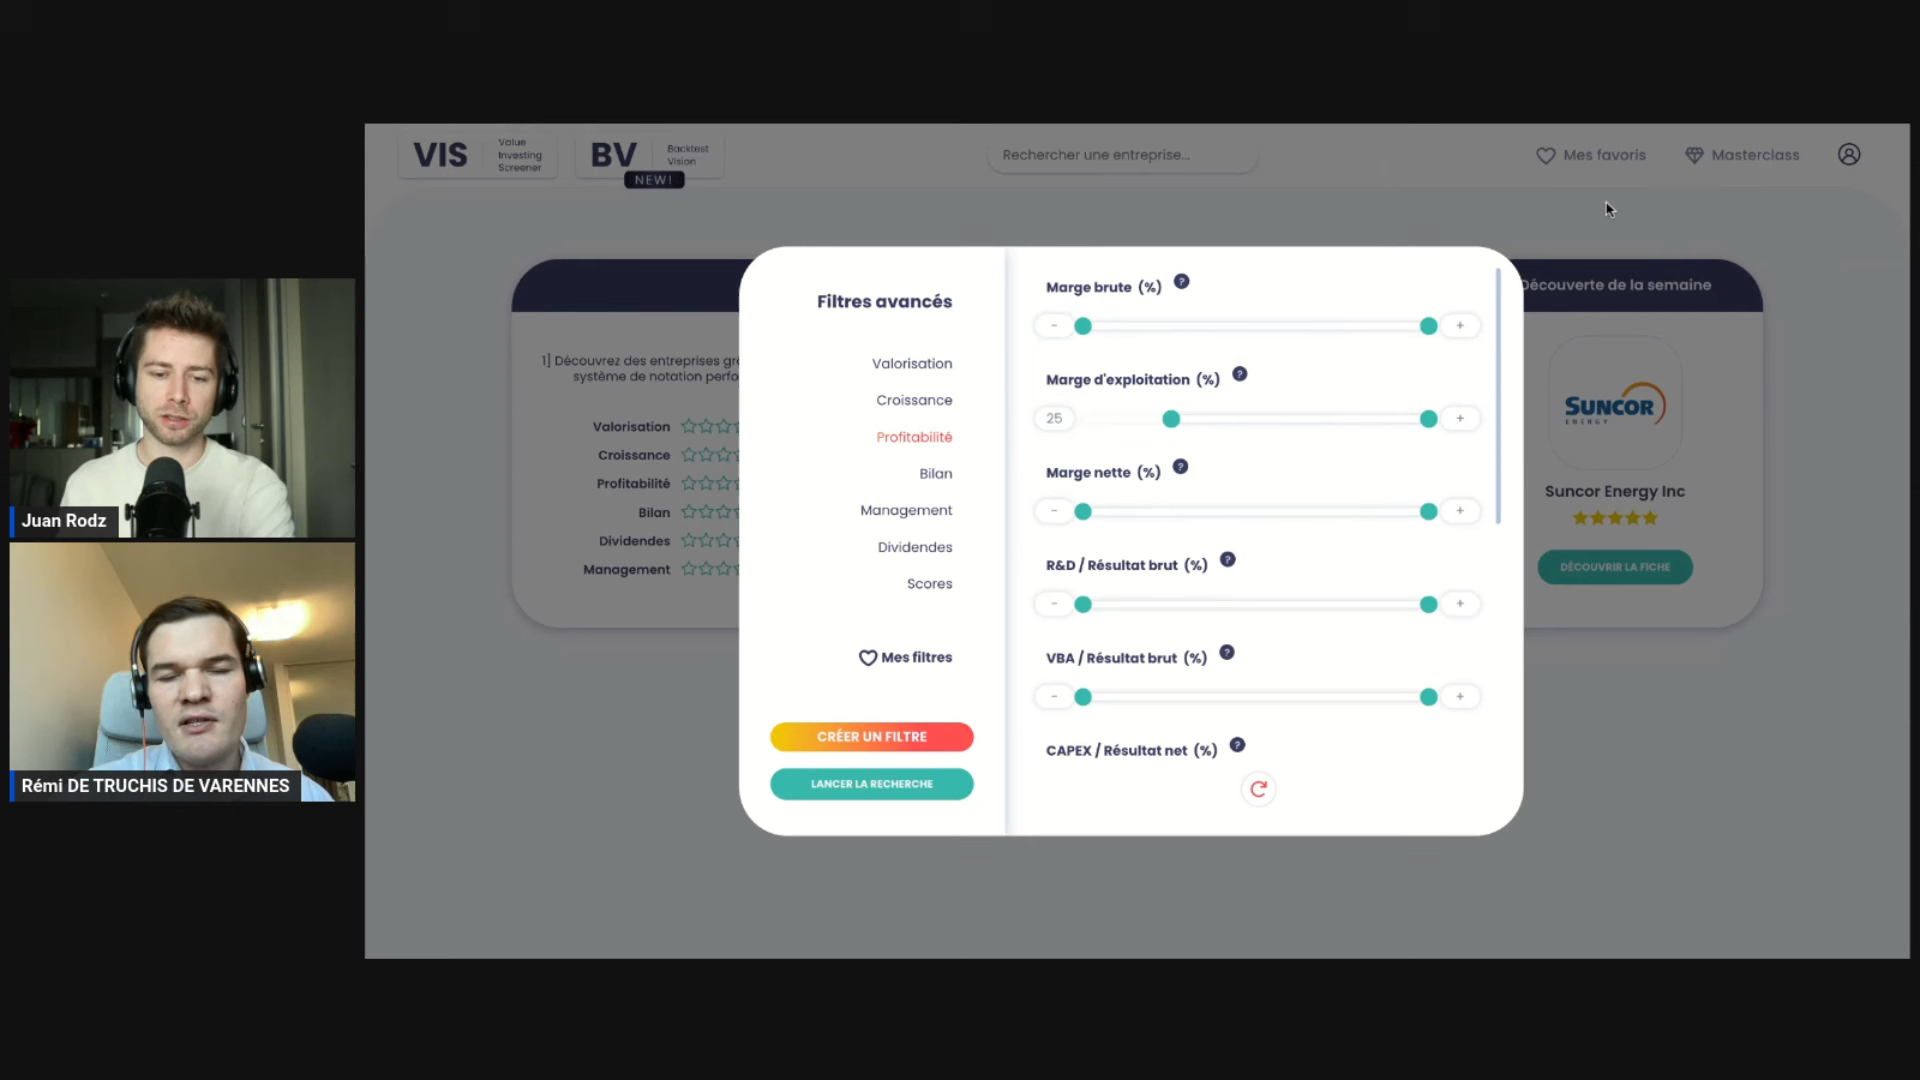 VIS
Value
Investing
Screener
BV
Backtest
Vision
NEW!
Rechercher une entreprise...
Mes favoris
Masterclass
1] Découvrez des entreprises
système de notation
Valorisation
Croissance
Profitabilité
Bilan
Dividendes
Management
Filtres avancés
Valorisation
Croissance
Profitabilité
Bilan
Management
Dividendes
Scores
Mes filtres
CRÉER UN FILTRE
LANCER LA RECHERCHE
Marge brute (%) ?
- +
Marge d'exploitation (%) ?
25 +
Marge nette (%) ?
- +
R&D / Résultat brut (%) ?
- +
VBA / Résultat brut (%) ?
- +
CAPEX / Résultat net (%) ?
Découverte de la semaine
SUNCOR
ENERGY
Suncor Energy Inc
DÉCOUVRIR LA FICHE
Juan Rodz
Rémi DE TRUCHIS DE VARENNES